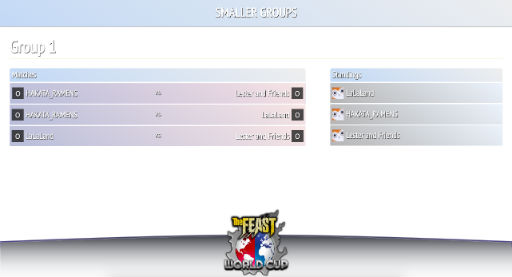 SMALLER GROUPS
Group 1
Matches
0 HAKATA_RAMENS vs Lester and Friends 0
0 HAKATA_RAMENS vs LaLaLand 0
0 LaLaLand vs Lester and Friends 0
Standings
LaLaLand
HAKATA_RAMENS
Lester and Friends
The FEAST
WORLD CUP